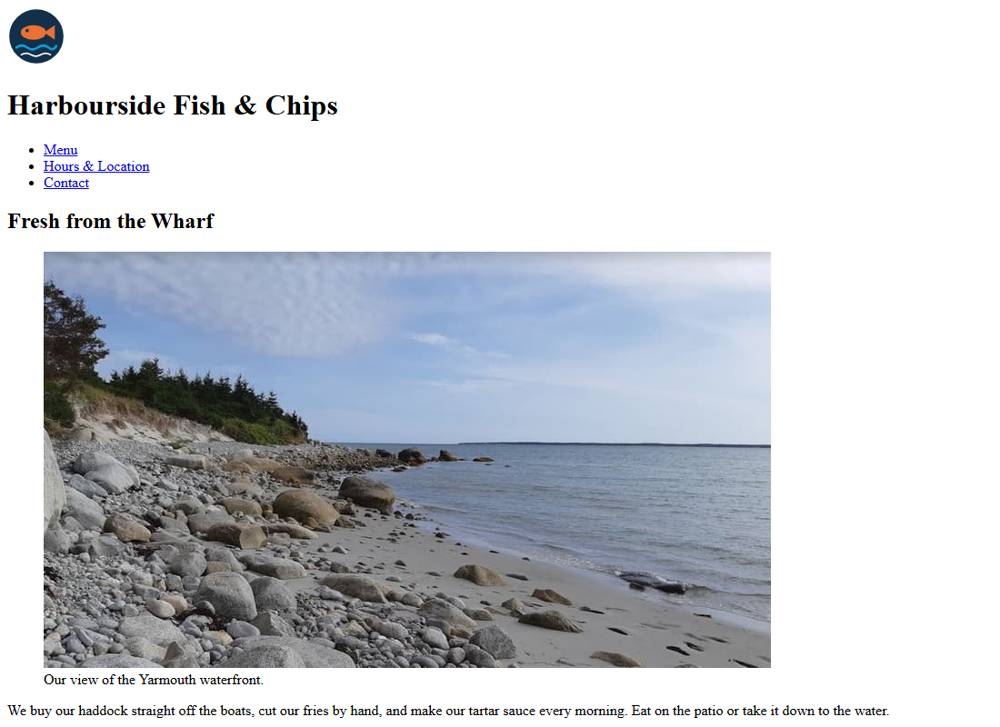 Harbourside Fish & Chips
Menu
Hours & Location
Contact
Fresh from the Wharf
Our view of the Yarmouth waterfront.
We buy our haddock straight off the boats, cut our fries by hand, and make our tartar sauce every morning. Eat on the patio or take it down to the water.